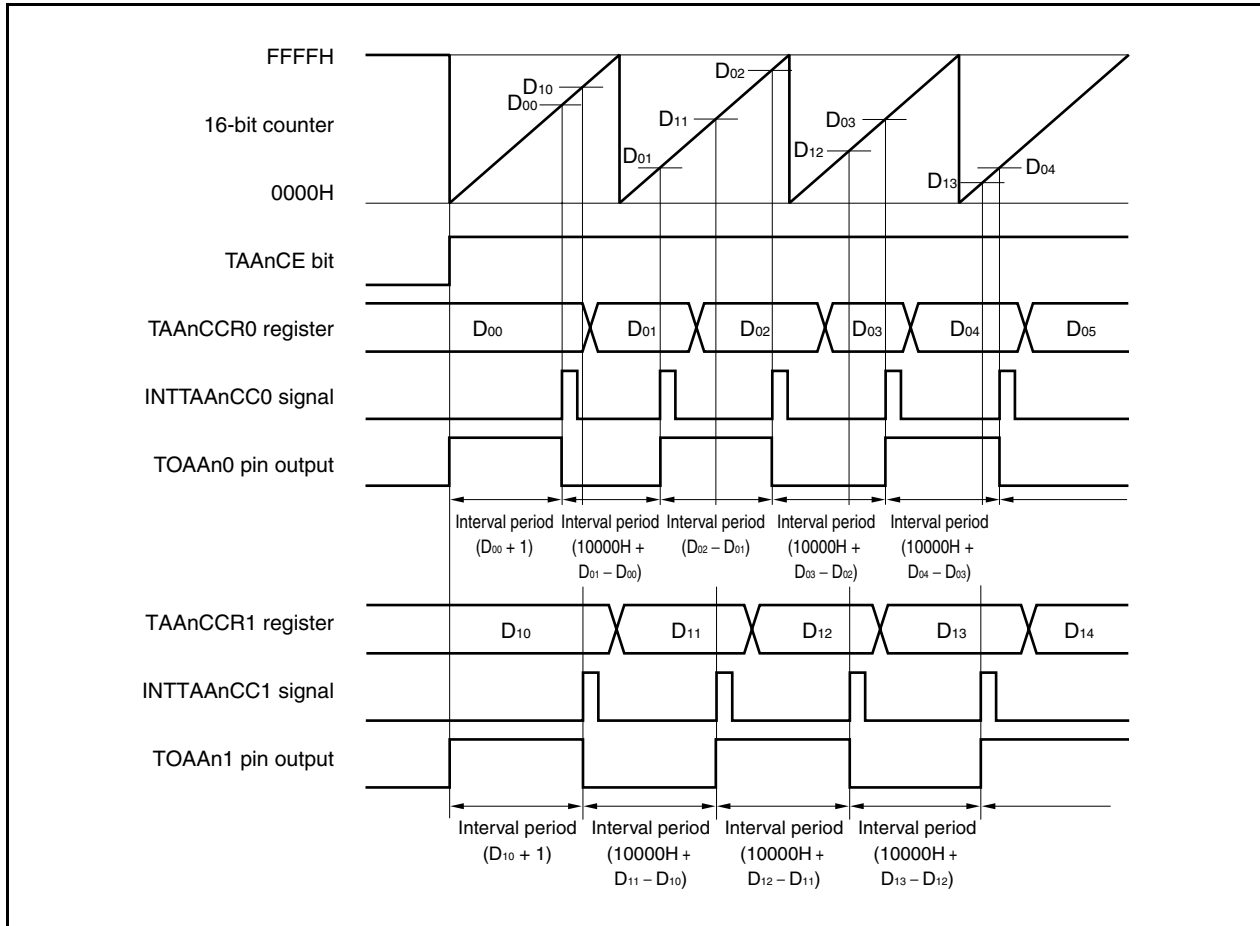 FFFFH
D10
D00
D02
16-bit counter
D11
D03
D01
D12
D04
0000H
D13
TAAnCE bit
TAAnCCR0 register
D00
D01
D02
D03
D04
D05
INTTAAnCC0 signal
TOAAn0 pin output
Interval period
(D00 + 1)
Interval period
(10000H +
D01 – D00)
Interval period
(D02 – D01)
Interval period
(10000H +
D03 – D02)
Interval period
(10000H +
D04 – D03)
TAAnCCR1 register
D10
D11
D12
D13
D14
INTTAAnCC1 signal
TOAAn1 pin output
Interval period
(D10 + 1)
Interval period
(10000H +
D11 – D10)
Interval period
(10000H +
D12 – D11)
Interval period
(10000H +
D13 – D12)